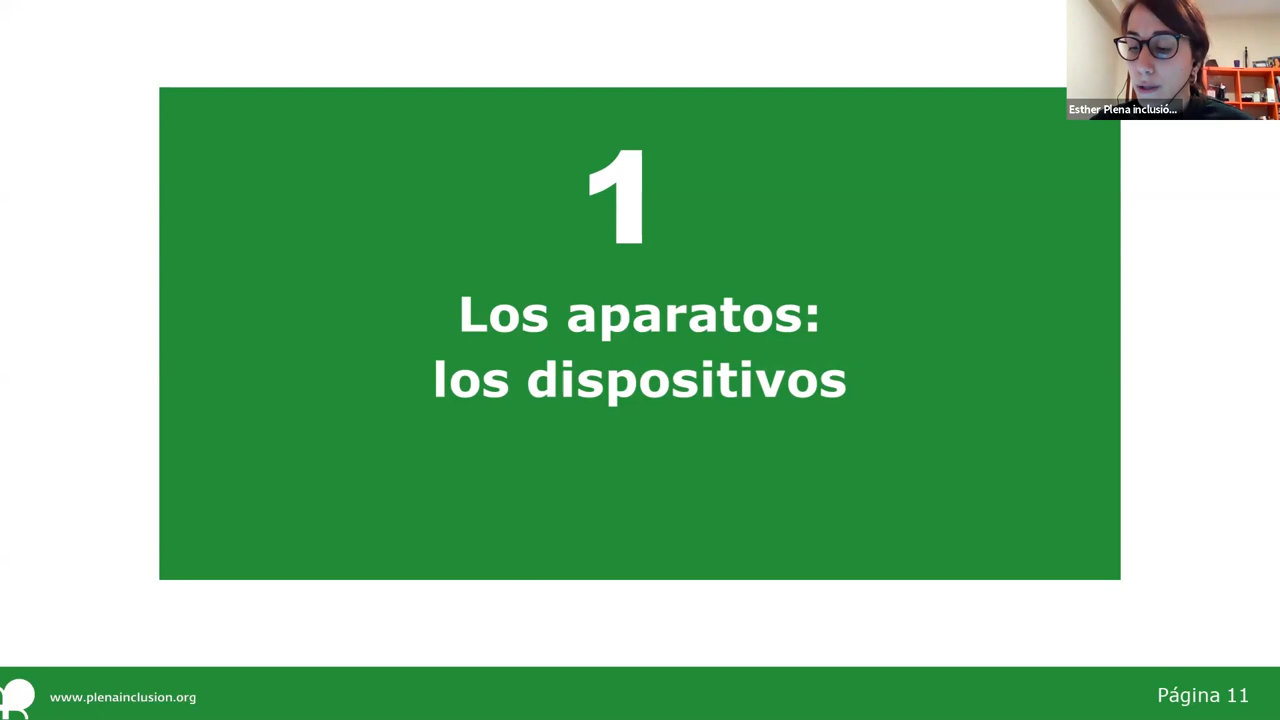 Esther Plena inclusió...
1
Los aparatos:
los dispositivos
www.plenainclusion.org
Página 11